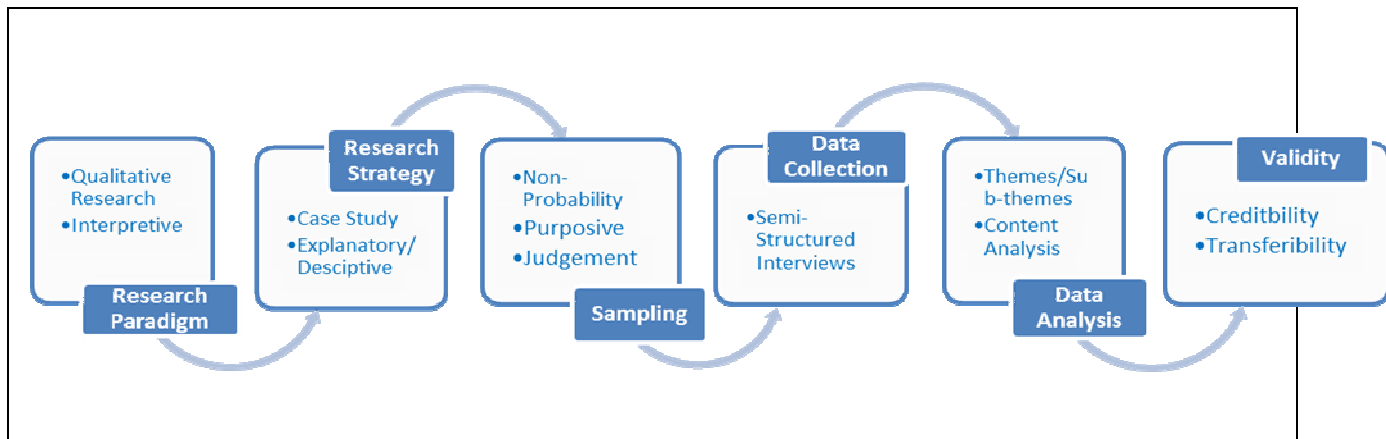 •Qualitative
Research
•Interpretive
Research
Paradigm
Research
Strategy
•Case Study
•Explanatory/
Desciptive
•Non-
Probability
•Purposive
•Judgement
Sampling
Data
Collection
•Semi-
Structured
Interviews
•Themes/Su
b-themes
•Content
Analysis
Data
Analysis
Validity
•Creditbility
•Transferibility